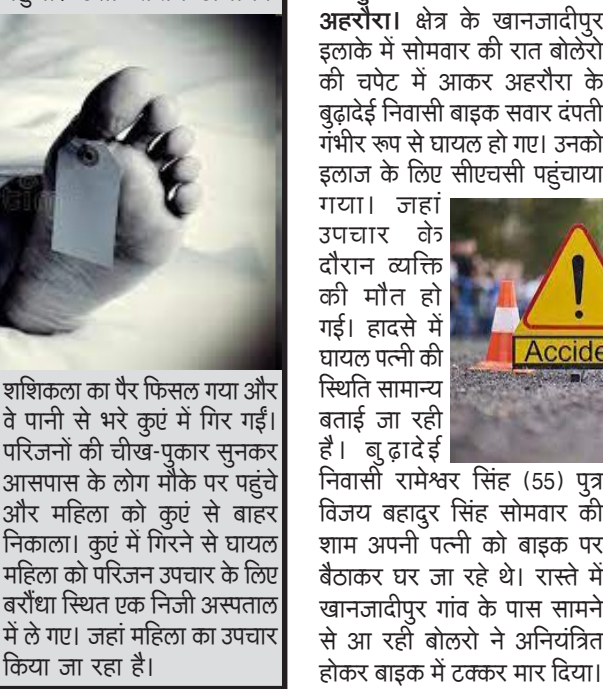 शशिकला का पैर फिसल गया और
वे पानी से भरे कुएं में गिर गईं।
परिजनों की चीख-पुकार सुनकर
आसपास के लोग मौके पर पहुंचे
और महिला को कुएं से बाहर
निकाला। कुएं में गिरने से घायल
महिला को परिजन उपचार के लिए
बरौंधा स्थित एक निजी अस्पताल
में ले गए। जहां महिला का उपचार
किया जा रहा है।
अहरौरा। क्षेत्र के खानजादीपुर
इलाके में सोमवार की रात बोलेरो
की चपेट में आकर अहरौरा के
बुढ़ादेई निवासी बाइक सवार दंपती
गंभीर रूप से घायल हो गए। उनको
इलाज के लिए सीएचसी पहुंचाया
गया। जहां
उपचार के
दौरान व्यक्ति
की मौत हो
गई। हादसे में
घायल पत्नी की
स्थिति सामान्य
बताई जा रही
है। बुढ़ादेई
Accide
निवासी रामेश्वर सिंह (55) पुत्र
विजय बहादुर सिंह सोमवार की
शाम अपनी पत्नी को बाइक पर
बैठाकर घर जा रहे थे। रास्ते में
खानजादीपुर गांव के पास सामने
से आ रही बोलरो ने अनियंत्रित
होकर बाइक में टक्कर मार दिया।